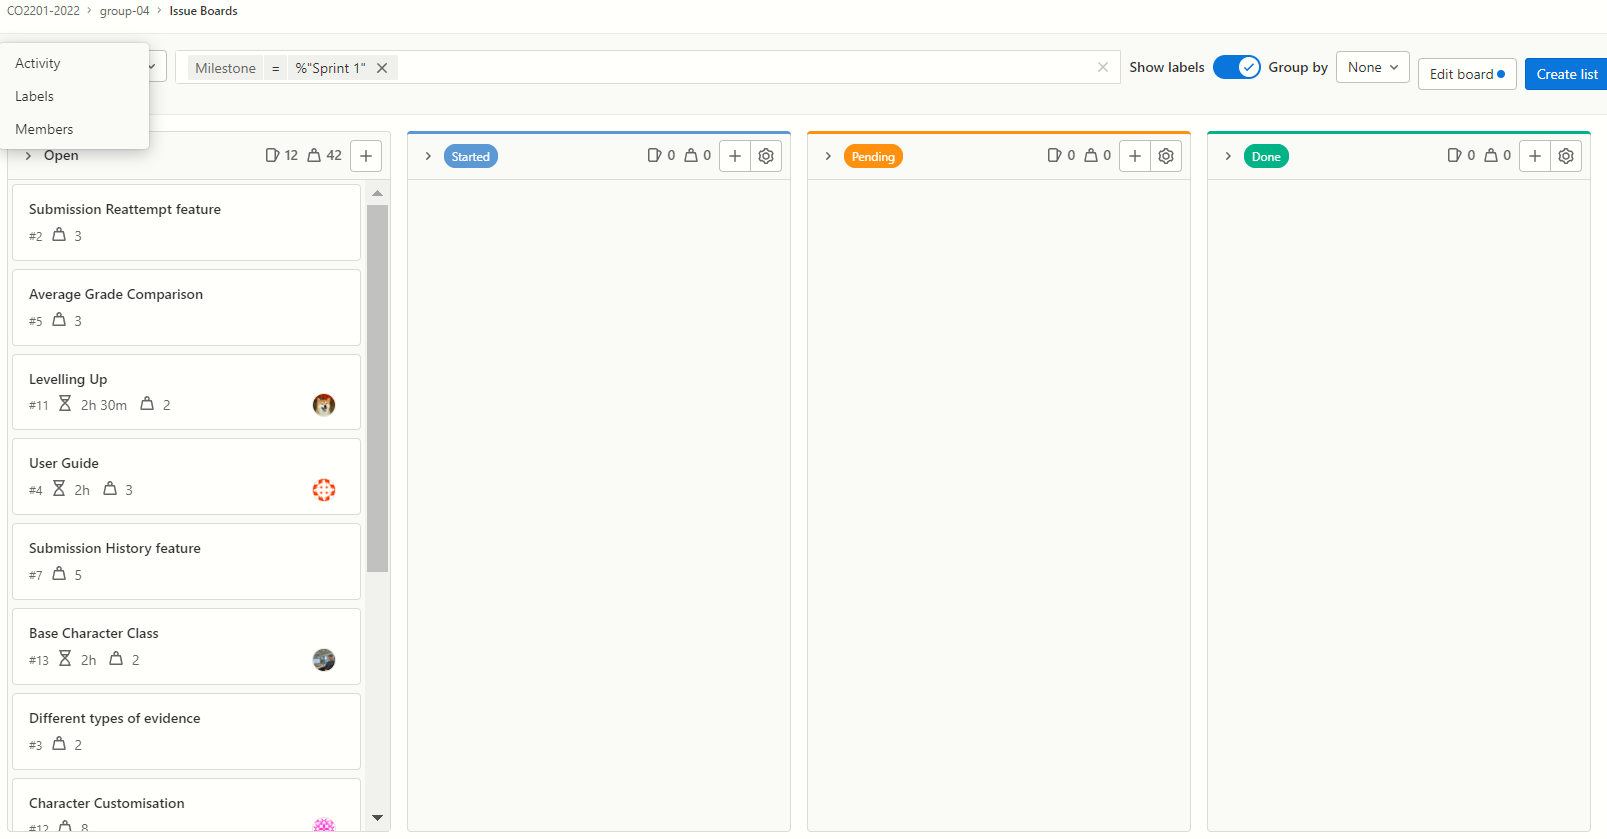 CO2201-2022 › group-04 › Issue Boards
Activity
Labels
Members
Milestone = %"Sprint 1"
Show labels
Group by
None
Edit board
Create list
Open 12 42
Submission Reattempt feature
#2 3
Average Grade Comparison
#5 3
Levelling Up
#11 2h 30m 2
User Guide
#4 2h 3
Submission History feature
#7 5
Base Character Class
#13 2h 2
Different types of evidence
#3 2
Character Customisation
#12 8
Started 0 0
Pending 0 0
Done 0 0